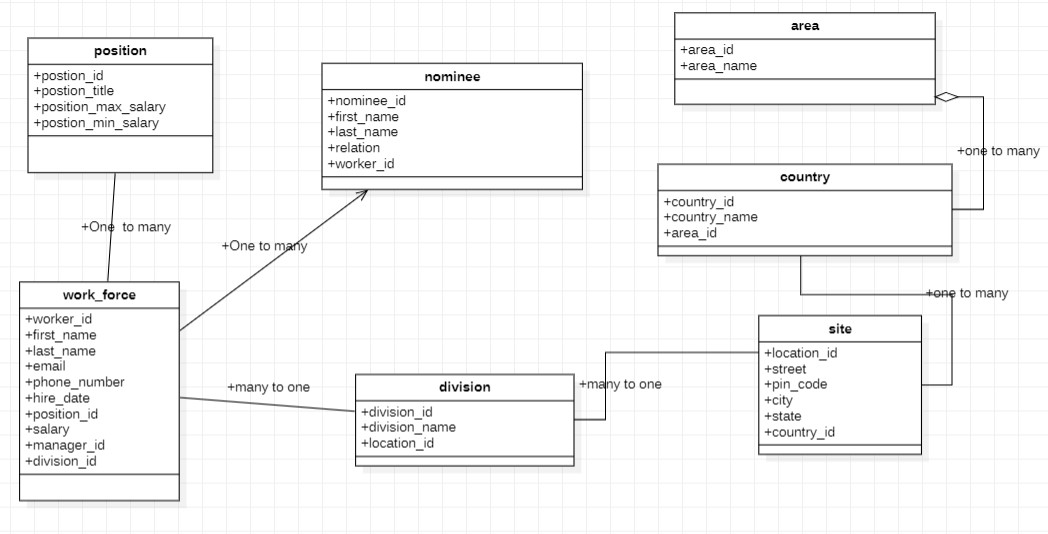 position
+postion_id
+postion_title
+position_max_salary
+postion_min_salary
nominee
+nominee_id
+first_name
+last_name
+relation
+worker_id
area
+area_id
+area_name
+one to many
country
+country_id
+country_name
+area_id
+One  to many
+One to many
+one to many
work_force
+worker_id
+first_name
+last_name
+email
+phone_number
+hire_date
+position_id
+salary
+manager_id
+division_id
+many to one
division
+division_id
+division_name
+location_id
+many to one
site
+location_id
+street
+pin_code
+city
+state
+country_id